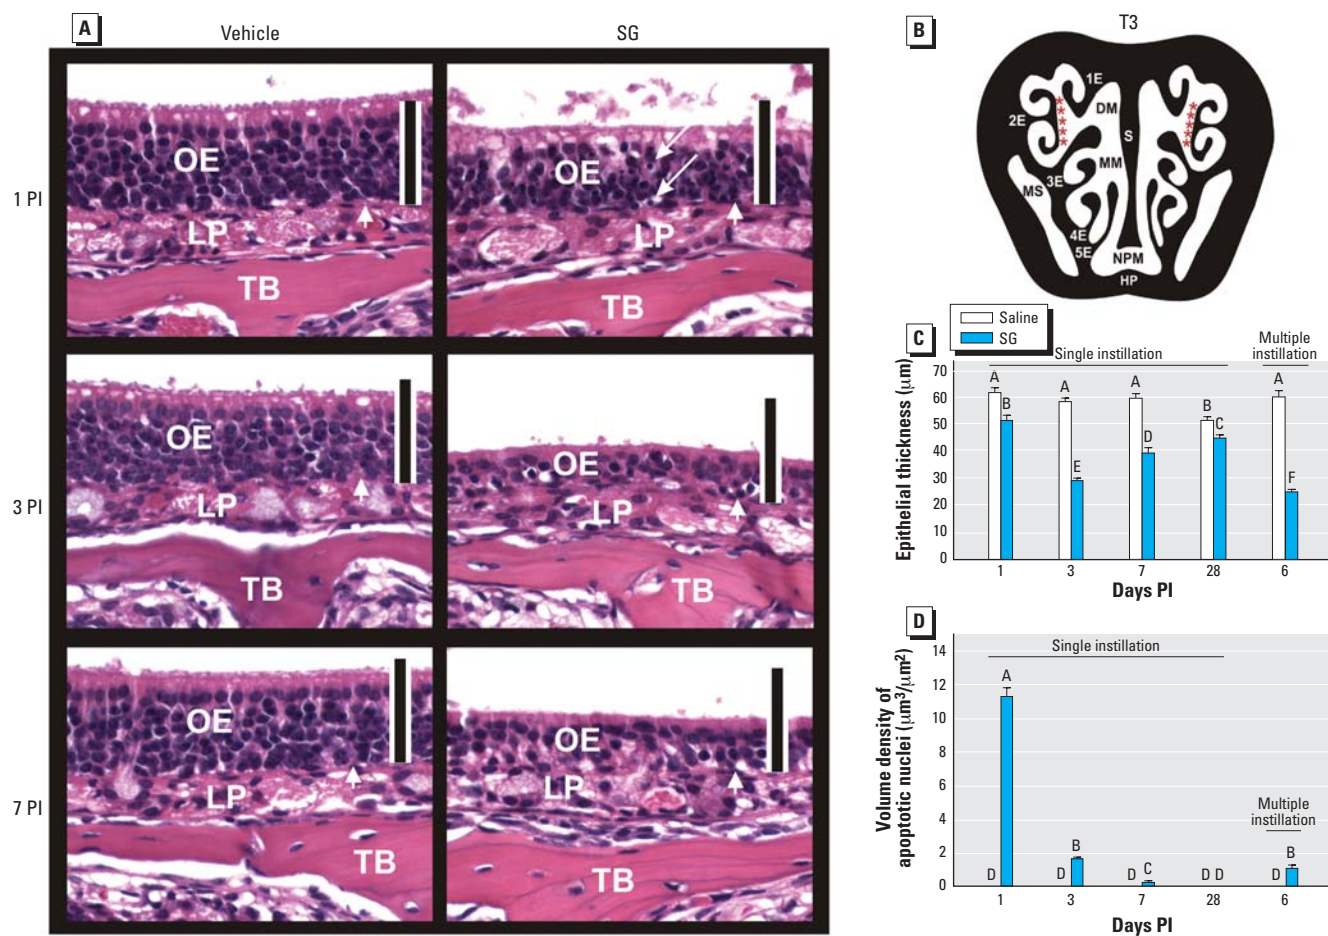 A
Vehicle
SG
1 PI
OE
LP
TB
OE
LP
TB
3 PI
OE
LP
TB
OE
LP
TB
7 PI
OE
LP
TB
OE
LP
TB
B
T3
1E
DM
2E
S
MM
3E
MS
4E
5E
NPM
HP
C
Saline
SG
Single instillation
Multiple
instillation
Epithelial thickness (μm)
70
60
50
40
30
20
10
0
A
B
A
E
A
D
B
C
A
F
1
3
7
28
6
Days PI
D
Single instillation
Multiple
instillation
Volume density of
apoptotic nuclei (μm³/μm²)
14
12
10
8
6
4
2
0
D
A
D
B
D
C
D D
D
B
1
3
7
28
6
Days PI